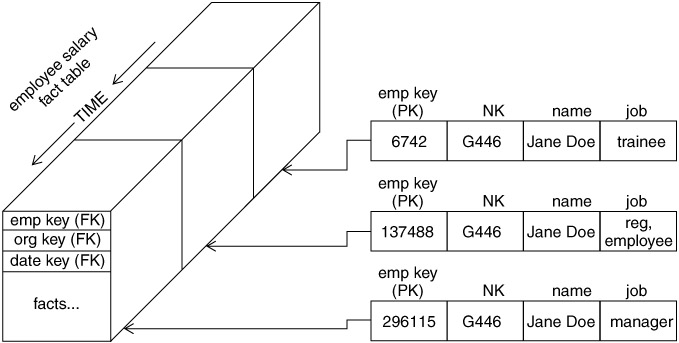 employee salary
fact table
TIME
emp key (FK)
org key (FK)
date key (FK)
facts...
emp key
(PK) NK name job
6742 G446 Jane Doe trainee
emp key
(PK) NK name job
137488 G446 Jane Doe reg,
employee
emp key
(PK) NK name job
296115 G446 Jane Doe manager